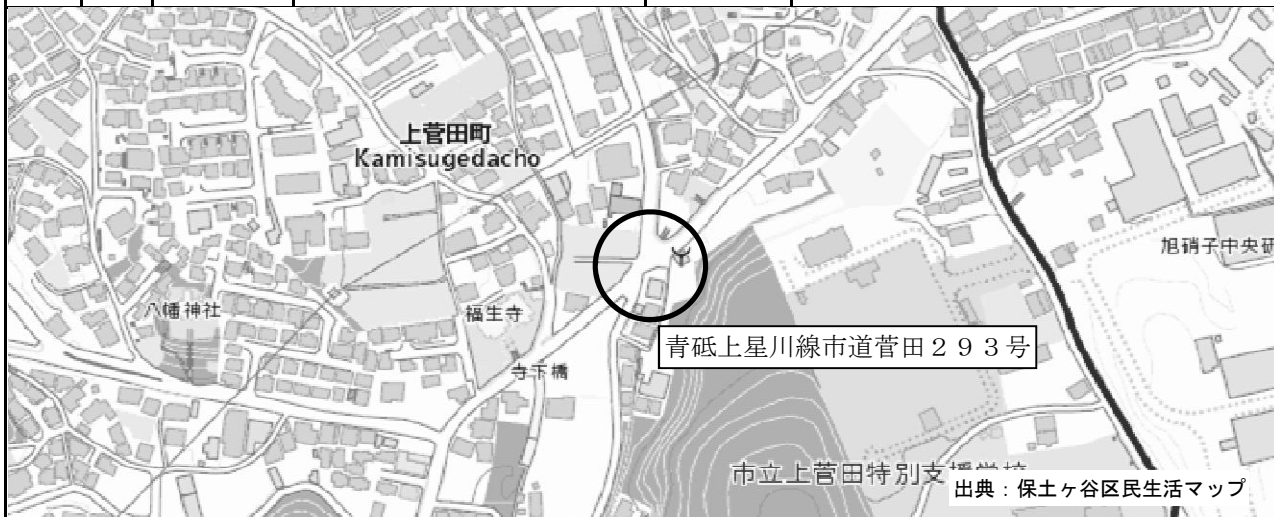 上菅田町
Kamisugedacho
旭硝子中央研
八幡神社
福生寺
青砥上星川線市道菅田２９３号
寺下橋
市立上菅田特別支援学校
出典：保土ヶ谷区民生活マップ